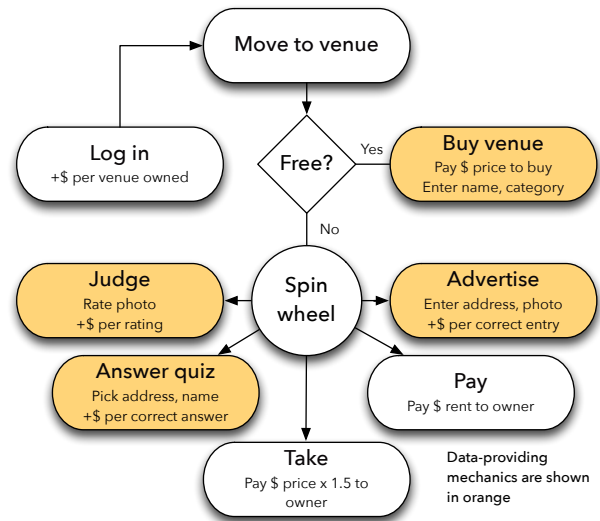 Move to venue
Log in
+$ per venue owned
Free?
Yes
Buy venue
Pay $ price to buy
Enter name, category
No
Judge
Rate photo
+$ per rating
Spin
wheel
Advertise
Enter address, photo
+$ per correct entry
Answer quiz
Pick address, name
+$ per correct answer
Pay
Pay $ rent to owner
Take
Pay $ price x 1.5 to
owner
Data-providing
mechanics are shown
in orange